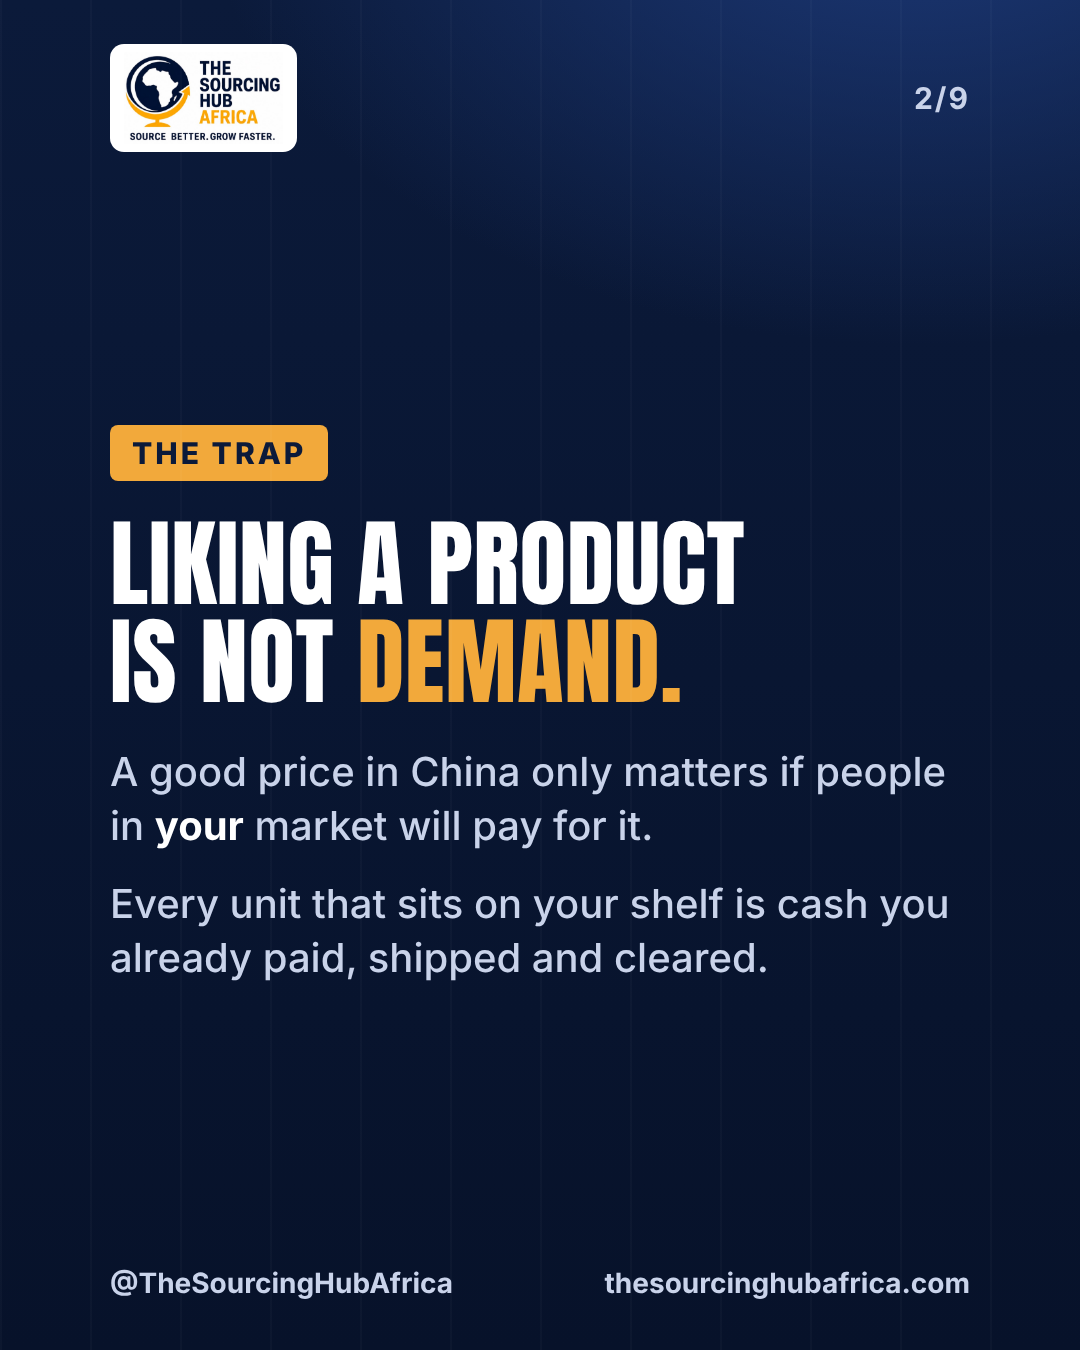 THE
SOURCING
HUB
AFRICA
SOURCE BETTER. GROW FASTER.
2/9
THE TRAP
LIKING A PRODUCT
IS NOT DEMAND.
A good price in China only matters if people
in your market will pay for it.
Every unit that sits on your shelf is cash you
already paid, shipped and cleared.
@TheSourcingHubAfrica
thesourcinghubafrica.com